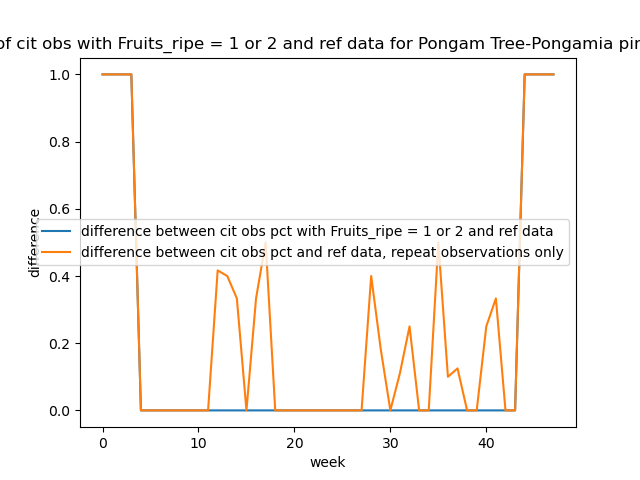 of cit obs with Fruits_ripe = 1 or 2 and ref data for Pongam Tree-Pongamia pin
1.0
0.8
0.6
0.4
0.2
0.0
difference
difference between cit obs pct with Fruits_ripe = 1 or 2 and ref data
difference between cit obs pct and ref data, repeat observations only
0 10 20 30 40
week